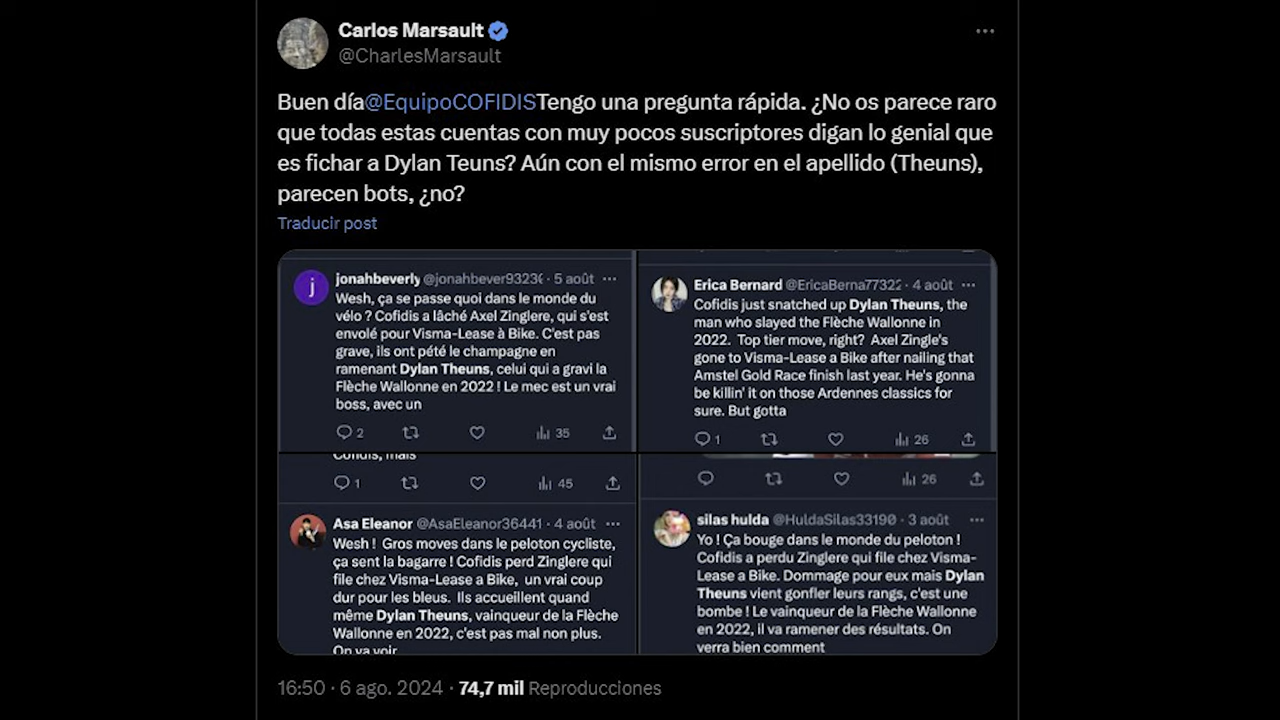 Carlos Marsault
@CharlesMarsault
Buen día@EquipoCOFIDISTengo una pregunta rápida. ¿No os parece raro
que todas estas cuentas con muy pocos suscriptores digan lo genial que
es fichar a Dylan Teuns? Aún con el mismo error en el apellido (Theuns),
parecen bots, ¿no?
Traducir post
j
jonahbeverly @jonahbever9323( · 5 août
Wesh, ça se passe quoi dans le monde du
vélo ? Cofidis a lâché Axel Zinglere, qui s'est
envolé pour Visma-Lease à Bike. C'est pas
grave, ils ont pété le champagne en
ramenant Dylan Theuns, celui qui a gravi la
Flèche Wallonne en 2022 ! Le mec est un vrai
boss, avec un
2 35
Erica Bernard @EricaBerna77322 · 4 août
Cofidis just snatched up Dylan Theuns, the
man who slayed the Flèche Wallonne in
2022. Top tier move, right? Axel Zingle's
gone to Visma-Lease a Bike after nailing that
Amstel Gold Race finish last year. He's gonna
be killin' it on those Ardennes classics for
sure. But gotta
1 26
Cofidis, mais
1 45
Asa Eleanor @AsaEleanor36441 · 4 août
Wesh ! Gros moves dans le peloton cycliste,
ça sent la bagarre ! Cofidis perd Zinglere qui
file chez Visma-Lease a Bike, un vrai coup
dur pour les bleus. Ils accueillent quand
même Dylan Theuns, vainqueur de la Flèche
Wallonne en 2022, c'est pas mal non plus.
On va voir
26
silas hulda @HuldaSilas33190 · 3 août
Yo ! Ça bouge dans le monde du peloton !
Cofidis a perdu Zinglere qui file chez Visma-
Lease a Bike. Dommage pour eux mais Dylan
Theuns vient gonfler leurs rangs, c'est une
bombe ! Le vainqueur de la Flèche Wallonne
en 2022, il va ramener des résultats. On
verra bien comment
16:50 · 6 ago. 2024 · 74,7 mil Reproducciones